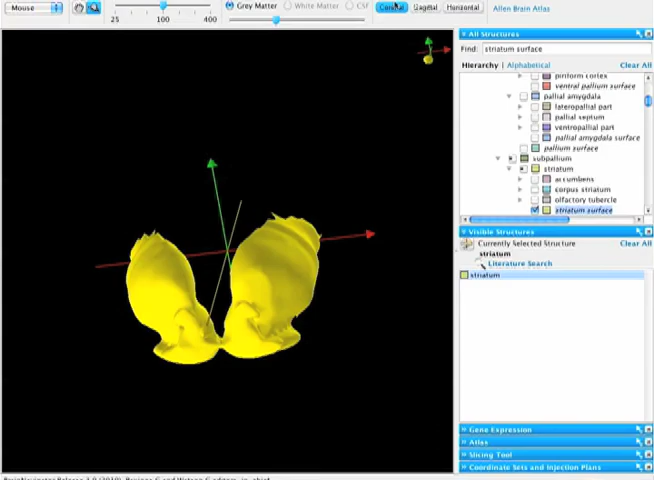 Mouse
25 100 400
Grey Matter White Matter CSF
Coronal Sagittal Horizontal
Allen Brain Atlas
All Structures
Find: striatum surface
Hierarchy | Alphabetical Clear All
piriform cortex
ventral pallium surface
pallial amygdala
lateropallial part
pallial septum
ventropallial part
pallial amygdala surface
pallium surface
subpallium
striatum
accumbens
corpus striatum
olfactory tubercle
striatum surface
Visible Structures
Currently Selected Structure Clear All
striatum
Literature Search
striatum
Gene Expression
Atlas
Slicing Tool
Coordinate Sets and Injection Plans